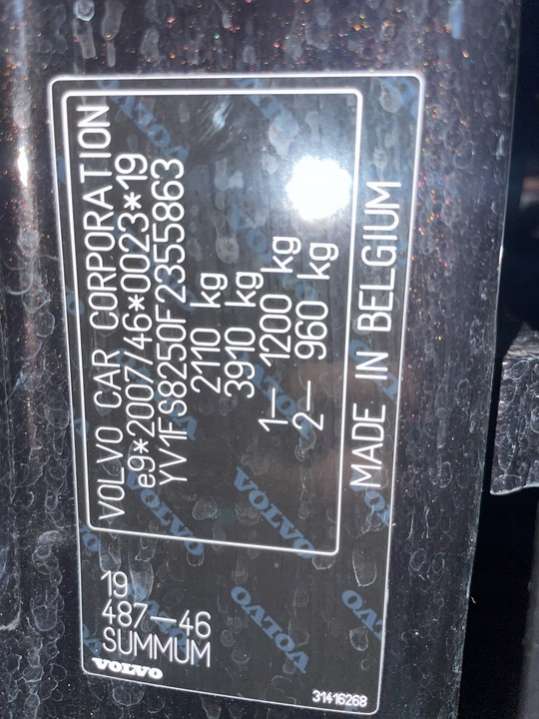 VOLVO CAR CORPORATION
e9*2007/46*0023*19
YV1FS8250F2355863
2110 kg
3910 kg
1— 1200 kg
2— 960 kg
MADE IN BELGIUM
19
487—46
SUMMUM
VOLVO
31416268